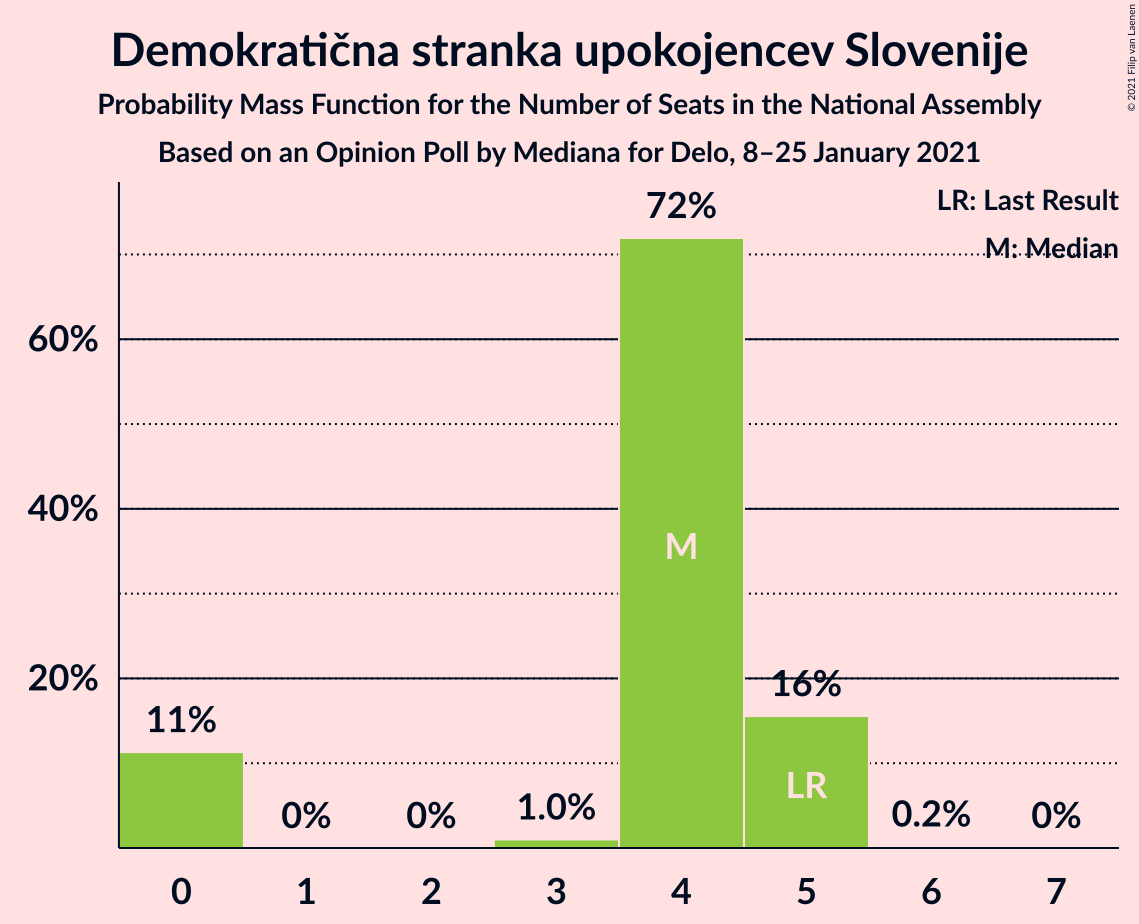 Demokratična stranka upokojencev Slovenije
Probability Mass Function for the Number of Seats in the National Assembly
Based on an Opinion Poll by Mediana for Delo, 8–25 January 2021
© 2021 Filip van Laenen
LR: Last Result
M: Median
72%
60%
40%
20%
M
16%
LR
11%
0%
0%
1.0%
0.2%
0%
0 1 2 3 4 5 6 7